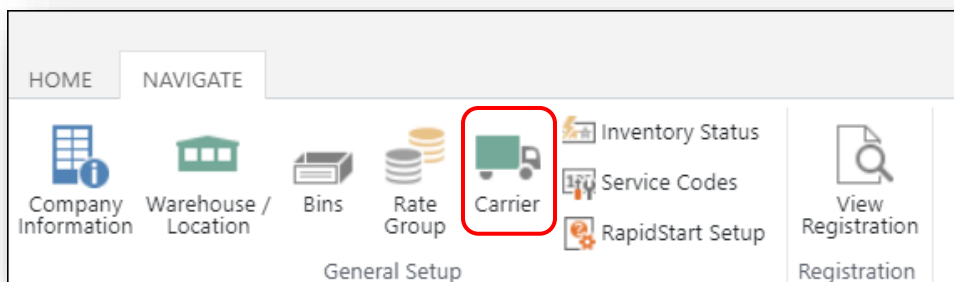 HOME
NAVIGATE
Company
Information
Warehouse /
Location
Bins
Rate
Group
Carrier
Inventory Status
Service Codes
RapidStart Setup
View
Registration
General Setup
Registration